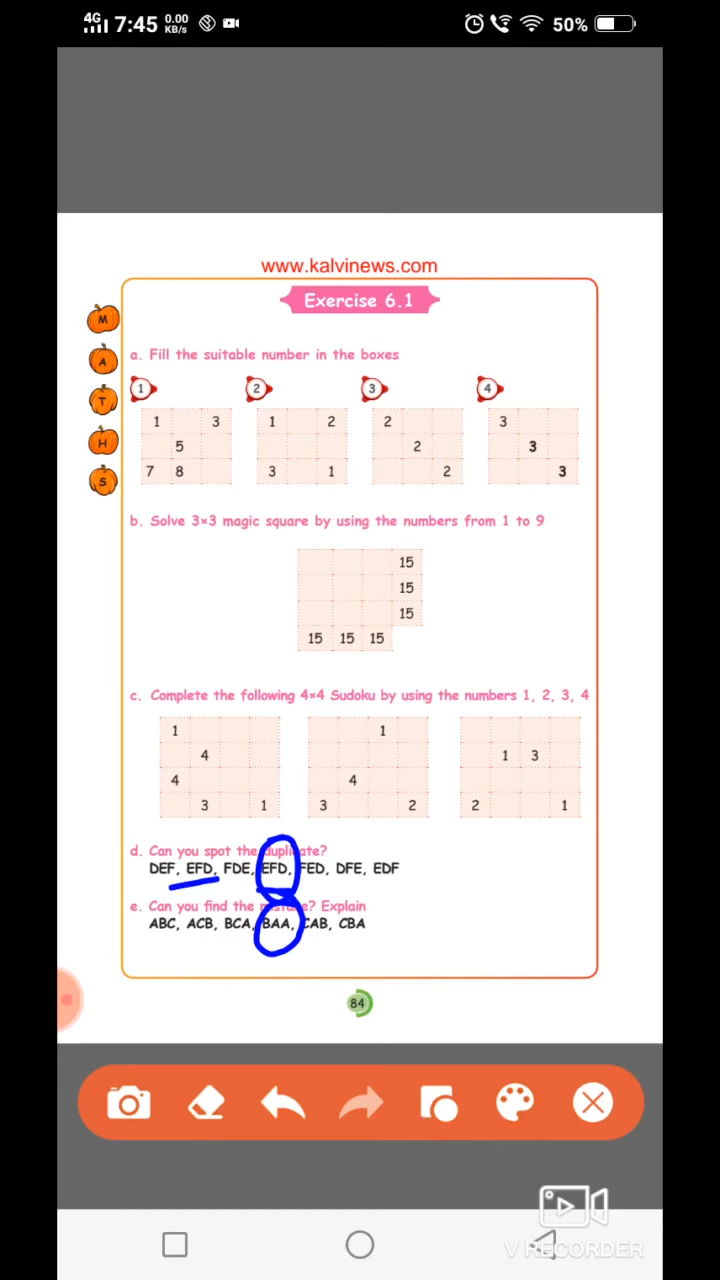 4G 7:45 0.00 KB/s 50%
www.kalvinews.com
Exercise 6.1
M
A
T
H
S
a. Fill the suitable number in the boxes
1 2 3 4
1 3 1 2 2 3
5 2 3
7 8 3 1 2 3
b. Solve 3×3 magic square by using the numbers from 1 to 9
15
15
15
15 15 15
c. Complete the following 4×4 Sudoku by using the numbers 1, 2, 3, 4
1 1
4 1 3
4 4
3 1 3 2 2 1
d. Can you spot the duplicate?
DEF, EFD, FDE, EFD, FED, DFE, EDF
e. Can you find the mistake? Explain
ABC, ACB, BCA, BAA, CAB, CBA
84
V RECORDER